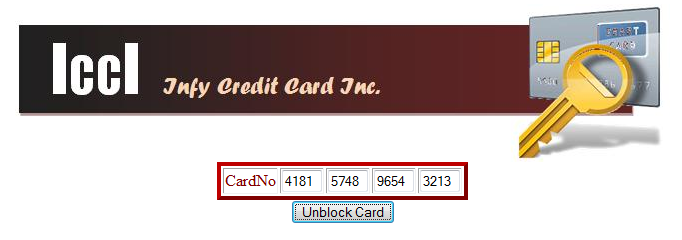 Iccl Infy Credit Card Inc.
CardNo 4181 5748 9654 3213
Unblock Card